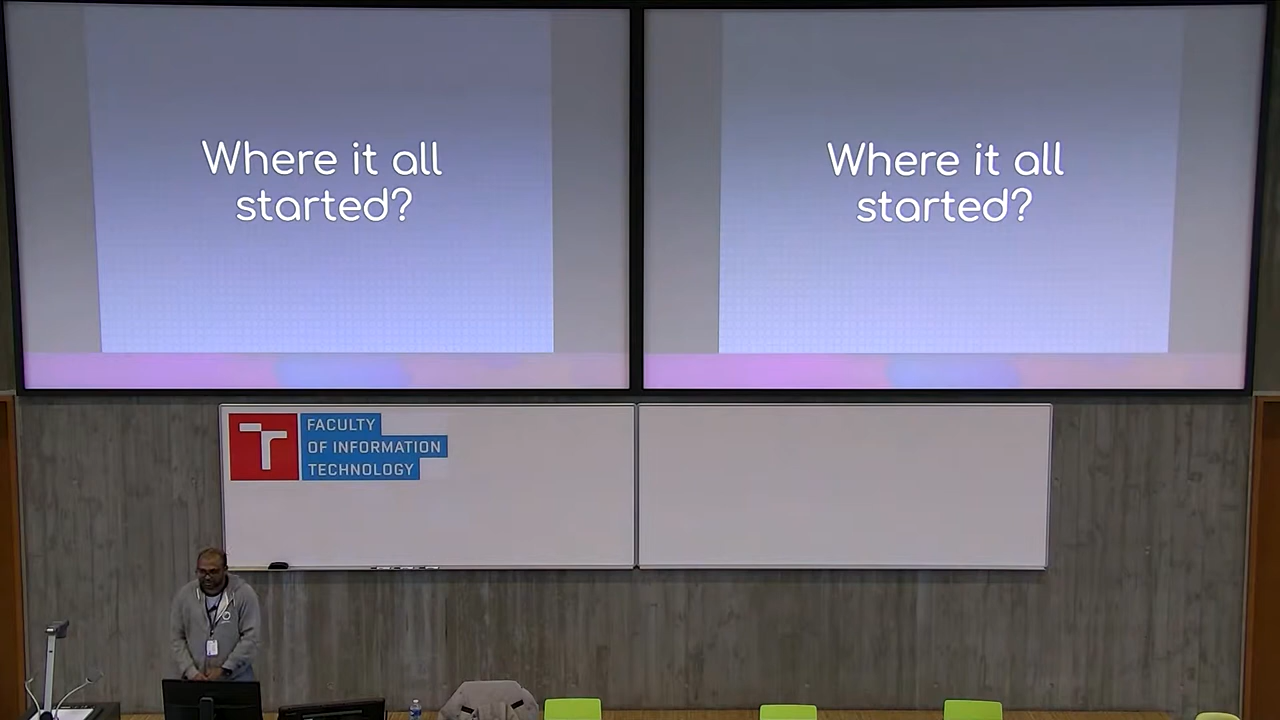 Where it all
started?
Where it all
started?
T
FACULTY
OF INFORMATION
TECHNOLOGY